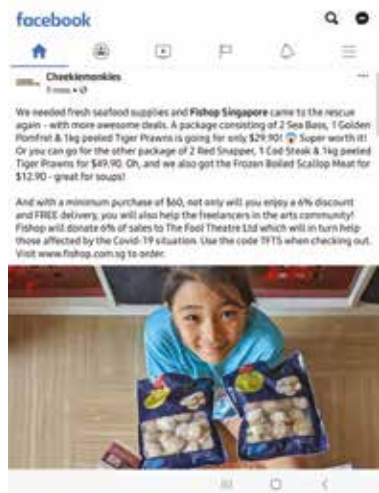 facebook
Cheekiemonkies
9 mins
We needed fresh seafood supplies and Fishop Singapore came to the rescue
again - with more awesome deals. A package consisting of 2 Sea Bass, 1 Golden
Pomfret & 1kg peeled Tiger Prawns is going for only $29.90! Super worth it!
Or you can go for the other package of 2 Red Snapper, 1 Cod Steak & 1kg peeled
Tiger Prawns for $49.90. Oh, and we also got the Frozen Boiled Scallop Meat for
$12.90 - great for soups!
And with a minimum purchase of $60, not only will you enjoy a 6% discount
and FREE delivery, you will also help the freelancers in the arts community!
Fishop will donate 6% of sales to The Fool Theatre Ltd which will in turn help
those affected by the Covid-19 situation. Use the code TFT5 when checking out.
Visit www.fishop.com.sg to order.